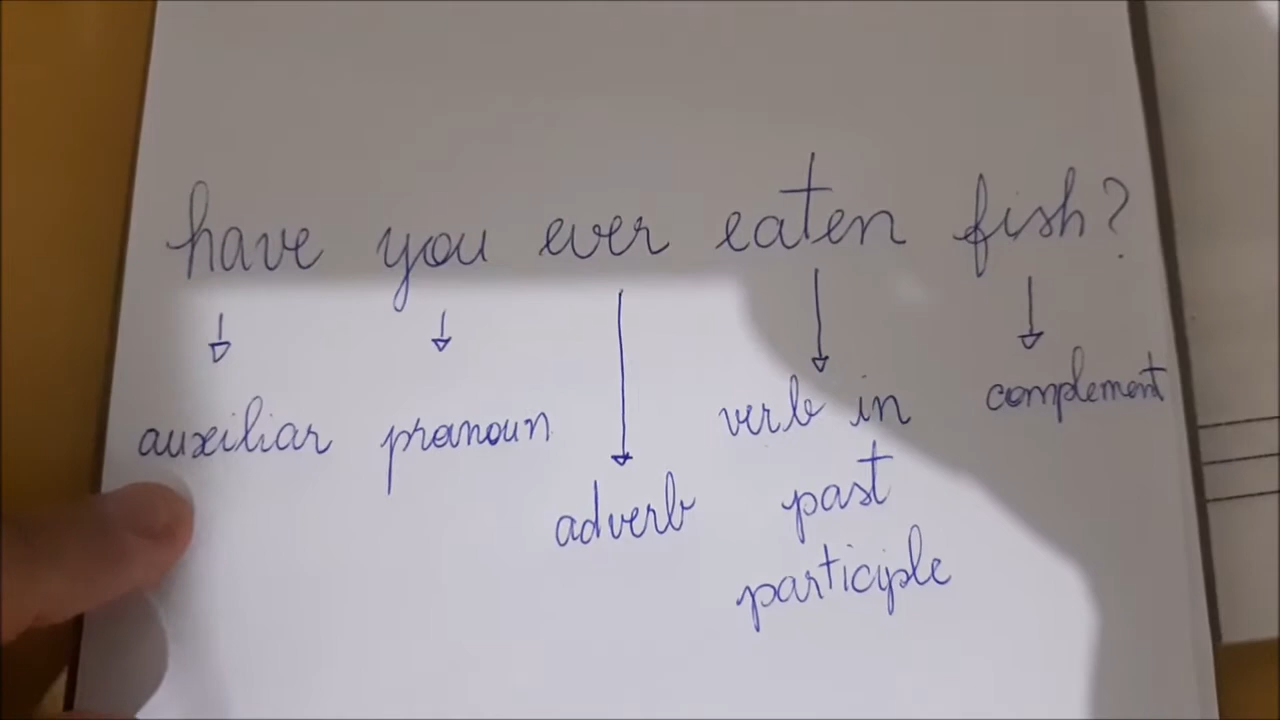 have you ever eaten fish?
auxiliar pronoun adverb verb in past participle complement